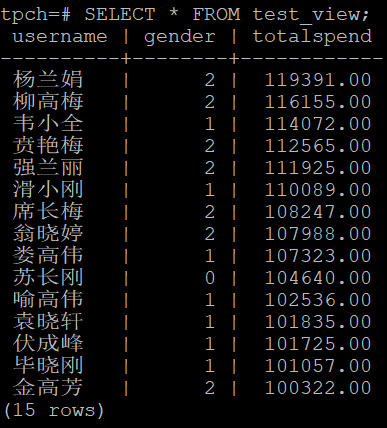 tpch=# SELECT * FROM test_view;
 username | gender | totalspend
----------+--------+------------
 杨兰娟   |      2 |  119391.00
 柳高梅   |      2 |  116155.00
 韦小全   |      1 |  114072.00
 贲艳梅   |      2 |  112565.00
 强兰丽   |      2 |  111925.00
 滑小刚   |      1 |  110089.00
 席长梅   |      2 |  108247.00
 翁晓婷   |      2 |  107988.00
 娄高伟   |      1 |  107323.00
 苏长刚   |      0 |  104640.00
 喻高伟   |      1 |  102536.00
 袁晓轩   |      1 |  101835.00
 伏成峰   |      1 |  101725.00
 毕晓刚   |      1 |  101057.00
 金高芳   |      2 |  100322.00
(15 rows)